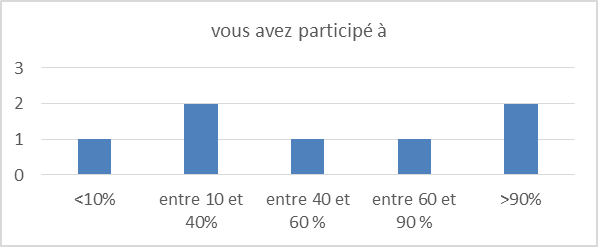 vous avez participé à
3
2
1
0
<10%
entre 10 et
40%
entre 40 et
60 %
entre 60 et
90 %
>90%